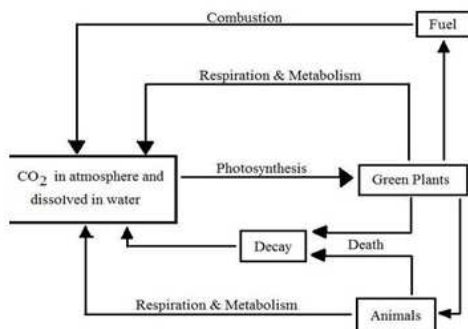 Combustion
Fuel
Respiration & Metabolism
CO2 in atmosphere and
dissolved in water
Photosynthesis
Green Plants
Decay
Death
Respiration & Metabolism
Animals